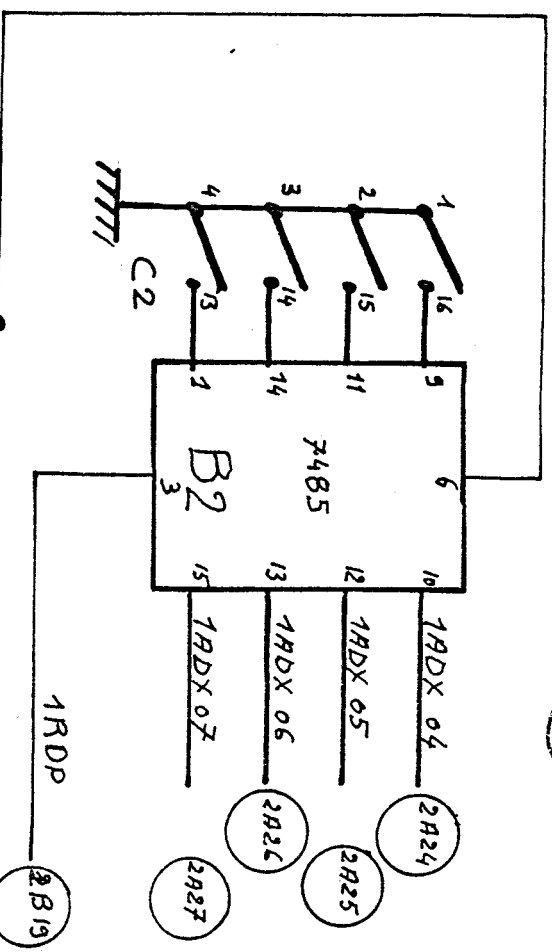 1 16 9
2 15 11
3 14 14
4 13 1
C2
7485
B2
6
3
10 1ADX 04 2A24
12 1ADX 05 2A25
13 1ADX 06 2A26
15 1ADX 07 2A27
1RDP 2B19